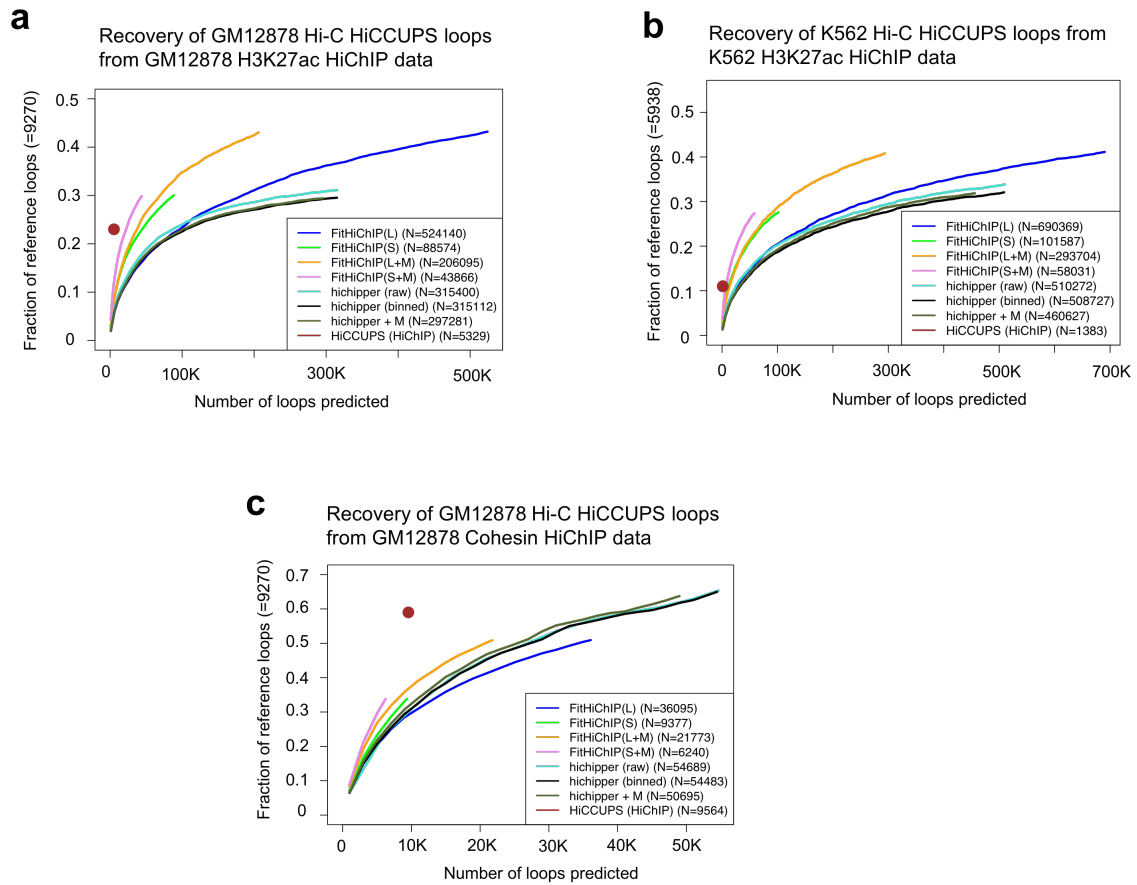 a
Recovery of GM12878 Hi-C HiCCUPS loops
from GM12878 H3K27ac HiChIP data
Fraction of reference loops (=9270)
0.5
0.4
0.3
0.2
0.1
0
FitHiChIP(L) (N=524140)
FitHiChIP(S) (N=88574)
FitHiChIP(L+M) (N=206095)
FitHiChIP(S+M) (N=43866)
hichipper (raw) (N=315400)
hichipper (binned) (N=315112)
hichipper + M (N=297281)
HiCCUPS (HiChIP) (N=5329)
0 100K 300K 500K
Number of loops predicted
b
Recovery of K562 Hi-C HiCCUPS loops from
K562 H3K27ac HiChIP data
Fraction of reference loops (=5938)
0.5
0.4
0.3
0.2
0.1
0
FitHiChIP(L) (N=690369)
FitHiChIP(S) (N=101587)
FitHiChIP(L+M) (N=293704)
FitHiChIP(S+M) (N=58031)
hichipper (raw) (N=510272)
hichipper (binned) (N=508727)
hichipper + M (N=460627)
HiCCUPS (HiChIP) (N=1383)
0 100K 300K 500K 700K
Number of loops predicted
c
Recovery of GM12878 Hi-C HiCCUPS loops
from GM12878 Cohesin HiChIP data
Fraction of reference loops (=9270)
0.7
0.6
0.5
0.4
0.3
0.2
0.1
0
FitHiChIP(L) (N=36095)
FitHiChIP(S) (N=9377)
FitHiChIP(L+M) (N=21773)
FitHiChIP(S+M) (N=6240)
hichipper (raw) (N=54689)
hichipper (binned) (N=54483)
hichipper + M (N=50695)
HiCCUPS (HiChIP) (N=9564)
0 10K 20K 30K 40K 50K
Number of loops predicted